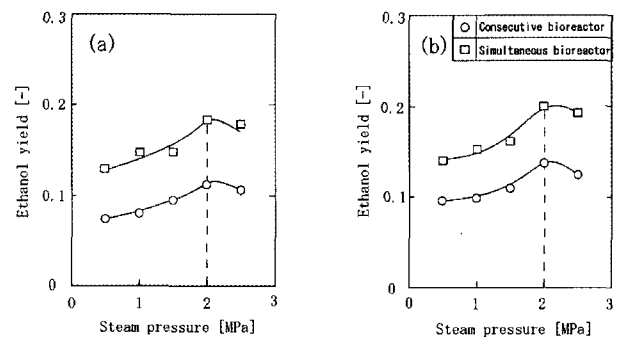 (a)
0.3
0.2
0.1
0
0
1
2
3
Ethanol yield [-]
Steam pressure [MPa]
(b)
Consecutive bioreactor
Simultaneous bioreactor
0.3
0.2
0.1
0
0
1
2
3
Ethanol yield [-]
Steam pressure [MPa]